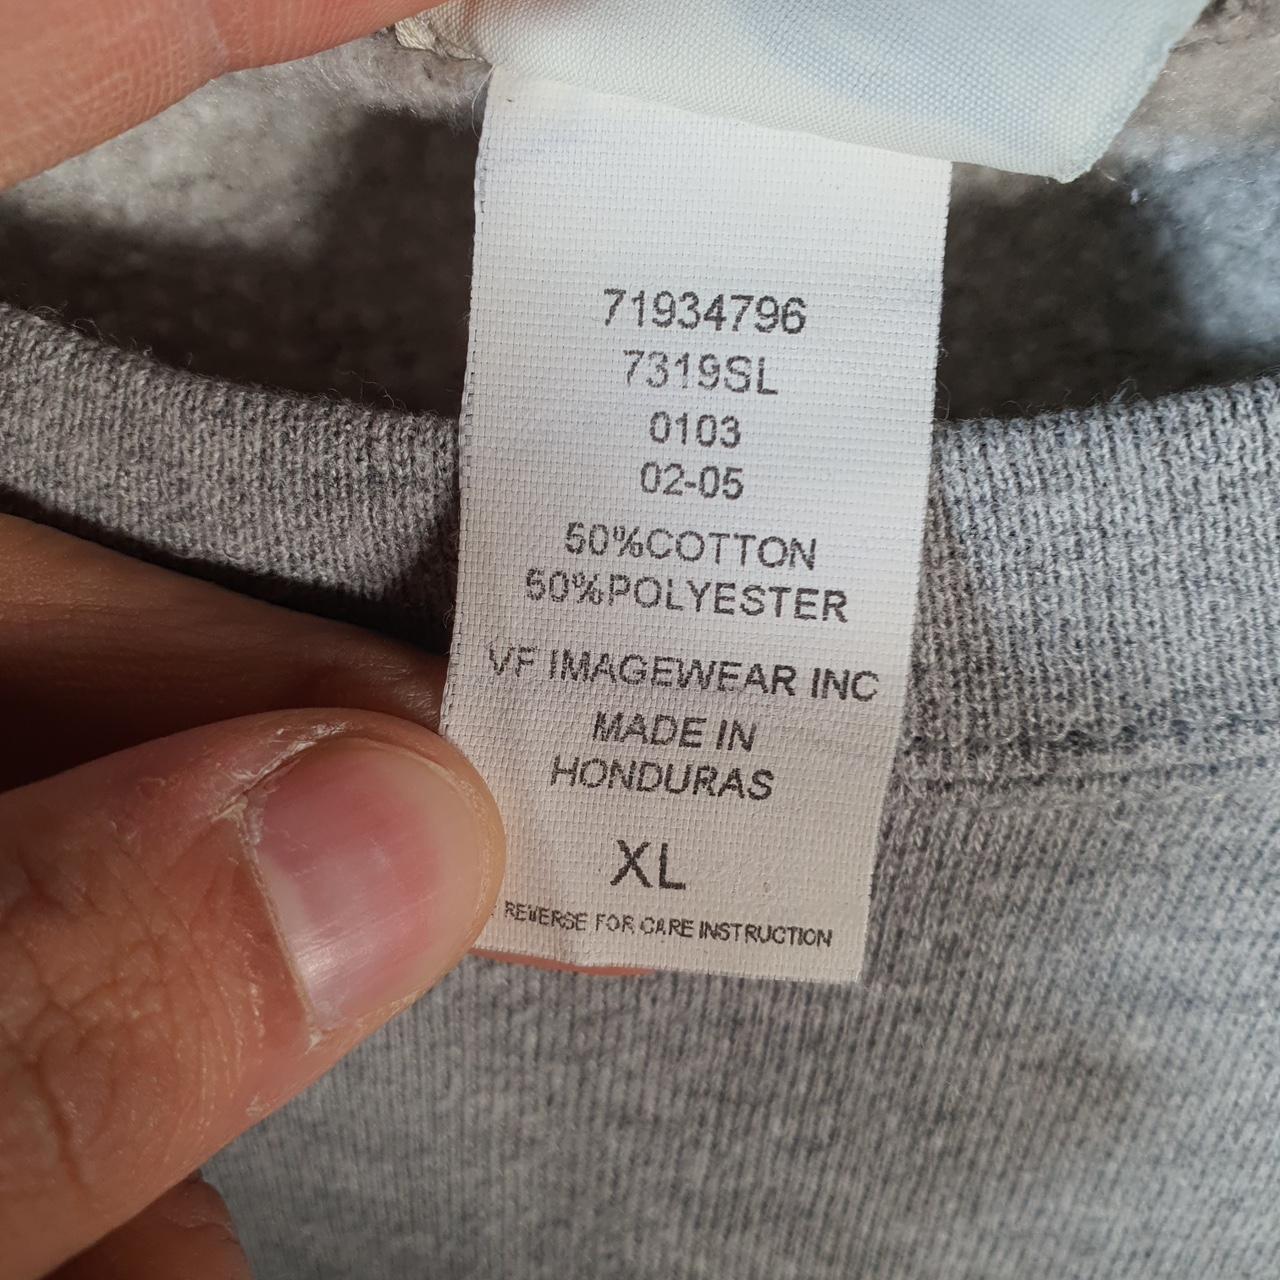 71934796
7319SL
0103
02-05
50%COTTON
50%POLYESTER
VF IMAGEWEAR INC
MADE IN
HONDURAS
XL
REVERSE FOR CARE INSTRUCTION